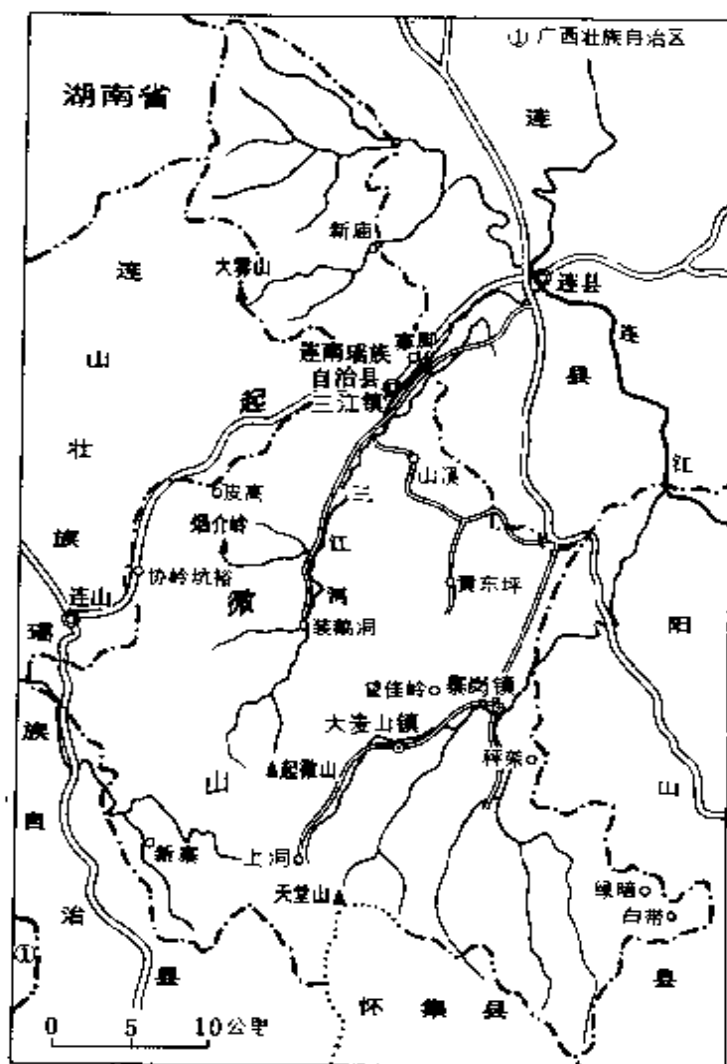 ① 广西壮族自治区
湖南省
连
新庙
大雾山
连县
连山壮族瑶族自治县
寨脚
连南瑶族
自治县
三江镇
起微山
县
连江
山溪
皮高
烟介岭
三江河
协岭坑裕
黄东坪
连山
装鹞洞
阳山县
望佳岭
寨岗镇
大麦山镇
起微山
秤架
新寨
上洞
天堂山
绿暗
白带
①
怀集县
0 5 10公里